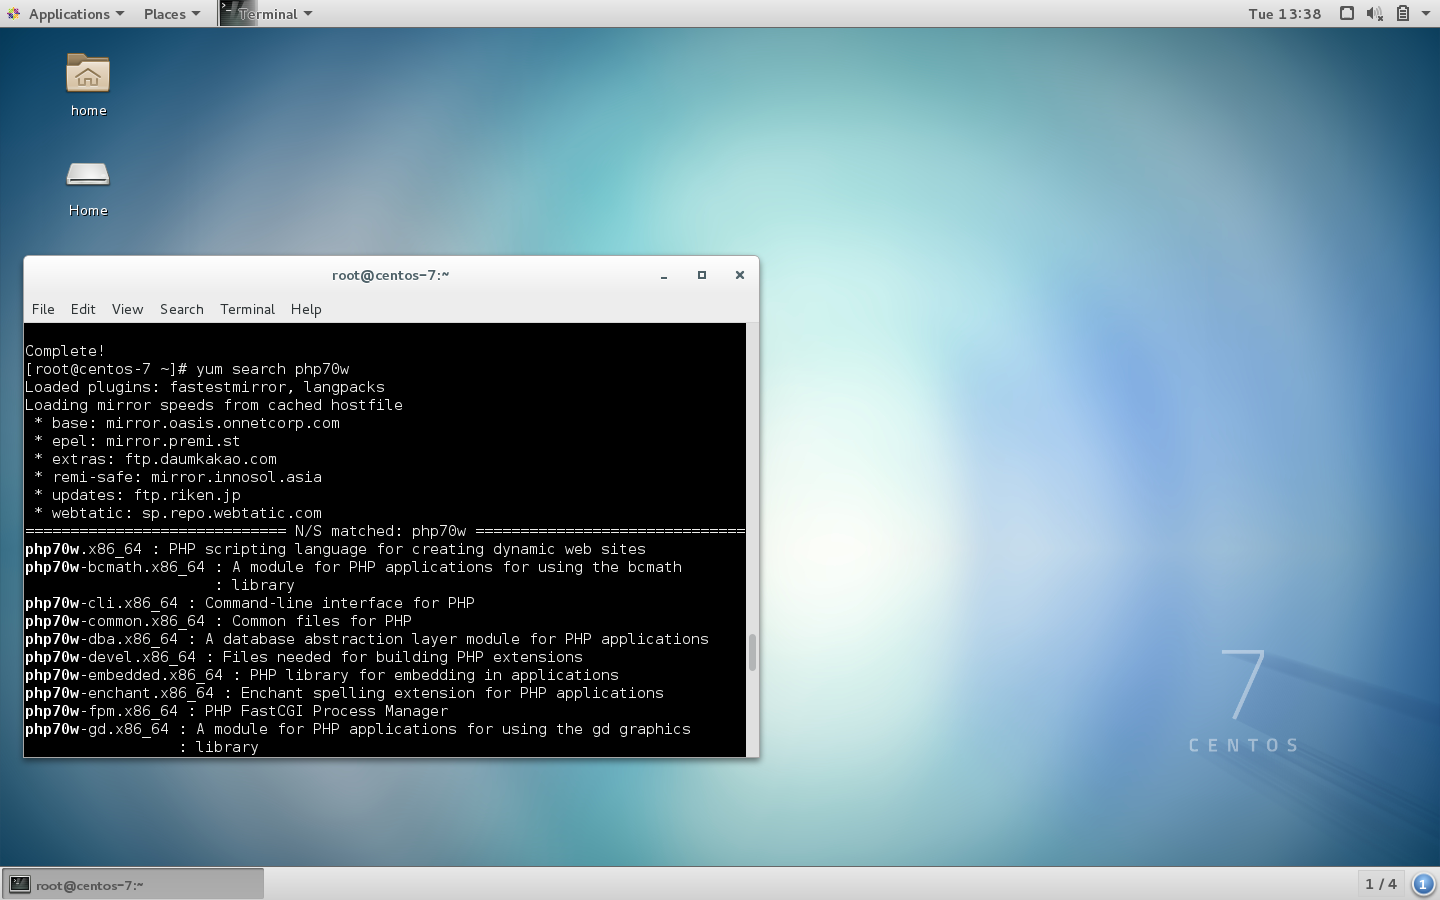 Applications Places Terminal Tue 13:38
home
Home
root@centos-7:~
File Edit View Search Terminal Help
Complete!
[root@centos-7 ~]# yum search php70w
Loaded plugins: fastestmirror, langpacks
Loading mirror speeds from cached hostfile
* base: mirror.oasis.onnetcorp.com
* epel: mirror.premi.st
* extras: ftp.daumkakao.com
* remi-safe: mirror.innosol.asia
* updates: ftp.riken.jp
* webtatic: sp.repo.webtatic.com
============================= N/S matched: php70w ==============================
php70w.x86_64 : PHP scripting language for creating dynamic web sites
php70w-bcmath.x86_64 : A module for PHP applications for using the bcmath
: library
php70w-cli.x86_64 : Command-line interface for PHP
php70w-common.x86_64 : Common files for PHP
php70w-dba.x86_64 : A database abstraction layer module for PHP applications
php70w-devel.x86_64 : Files needed for building PHP extensions
php70w-embedded.x86_64 : PHP library for embedding in applications
php70w-enchant.x86_64 : Enchant spelling extension for PHP applications
php70w-fpm.x86_64 : PHP FastCGI Process Manager
php70w-gd.x86_64 : A module for PHP applications for using the gd graphics
: library
7
CENTOS
root@centos-7:~ 1 / 4 1